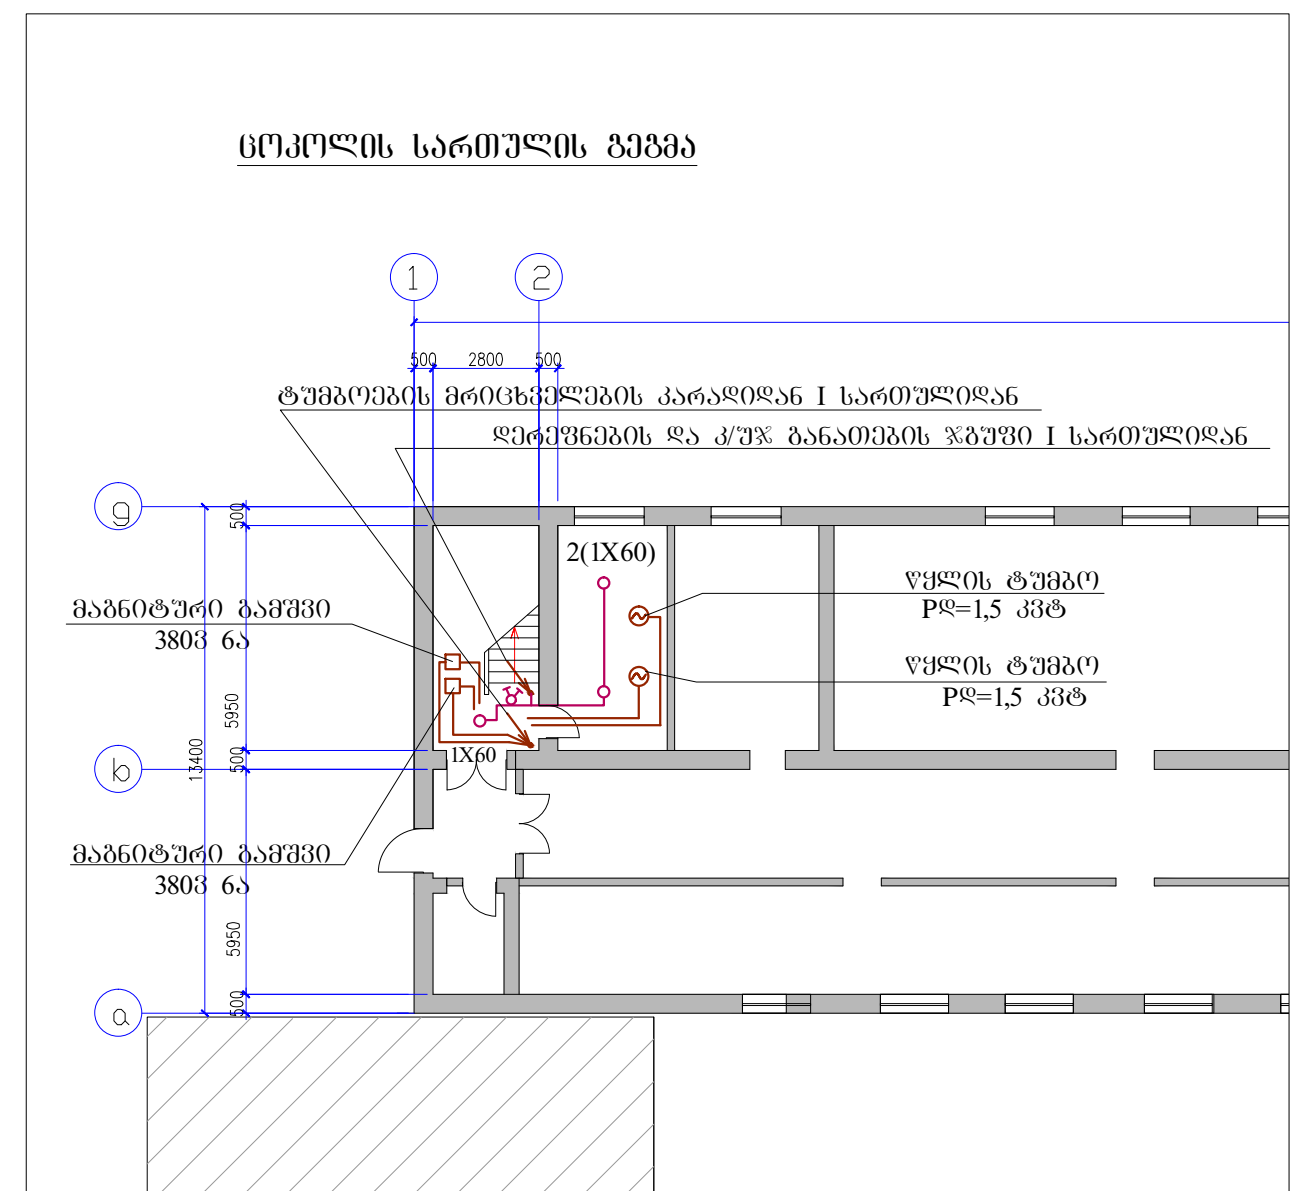 ცოკოლის სართულის გეგმა
1
2
500
2800
500
ტუმბოების მრიცხველების კარადიდან I სართულიდან
დერეფნების და კ/უჯ განათების ჯგუფი I სართულიდან
გ
500
2(1X60)
წყლის ტუმბო
Pდ=1,5 კვტ
მაგნიტური გამშვი
380ვ 6ა
წყლის ტუმბო
Pდ=1,5 კვტ
5950
13400
500
1X60
ხ
მაგნიტური გამშვი
380ვ 6ა
5950
500
ა